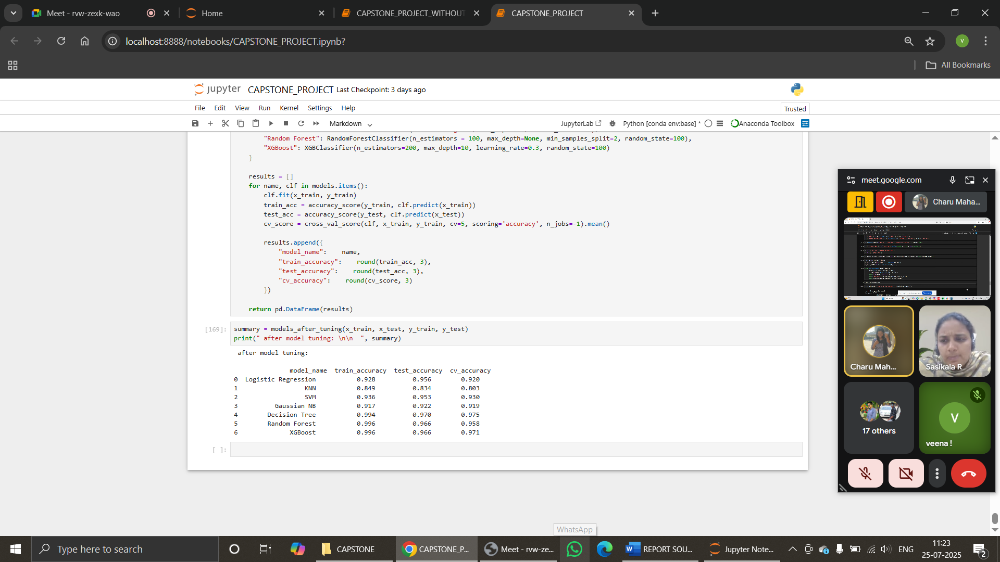 Meet - rvw-zexk-wao
Home
CAPSTONE_PROJECT_WITHOUT
CAPSTONE_PROJECT
localhost:8888/notebooks/CAPSTONE_PROJECT.ipynb?
V
All Bookmarks
jupyter CAPSTONE_PROJECT Last Checkpoint: 3 days ago
File Edit View Run Kernel Settings Help
Trusted
Markdown
JupyterLab
Python [conda env:base] *
Anaconda Toolbox
"Random Forest": RandomForestClassifier(n_estimators = 100, max_depth=None, min_samples_split=2, random_state=100),
"XGBoost": XGBClassifier(n_estimators=200, max_depth=10, learning_rate=0.3, random_state=100)
}
results = []
for name, clf in models.items():
clf.fit(x_train, y_train)
train_acc = accuracy_score(y_train, clf.predict(x_train))
test_acc = accuracy_score(y_test, clf.predict(x_test))
cv_score = cross_val_score(clf, x_train, y_train, cv=5, scoring='accuracy', n_jobs=-1).mean()
results.append({
"model_name": name,
"train_accuracy": round(train_acc, 3),
"test_accuracy": round(test_acc, 3),
"cv_accuracy": round(cv_score, 3)
})
return pd.DataFrame(results)
[169]: summary = models_after_tuning(x_train, x_test, y_train, y_test)
print(" after model tuning: \n\n  ", summary)
after model tuning:
model_name train_accuracy test_accuracy cv_accuracy
0 Logistic Regression 0.928 0.956 0.920
1 KNN 0.849 0.834 0.803
2 SVM 0.936 0.953 0.930
3 Gaussian NB 0.917 0.922 0.919
4 Decision Tree 0.994 0.970 0.975
5 Random Forest 0.996 0.966 0.958
6 XGBoost 0.996 0.966 0.971
[ ]:
meet.google.com
Charu Maha...
Charu Mah...
Sasikala R
17 others
V
veena !
WhatsApp
Type here to search
CAPSTONE
CAPSTONE_P...
Meet - rvw-ze...
REPORT SOU...
Jupyter Note...
ENG
11:23
25-07-2025
2